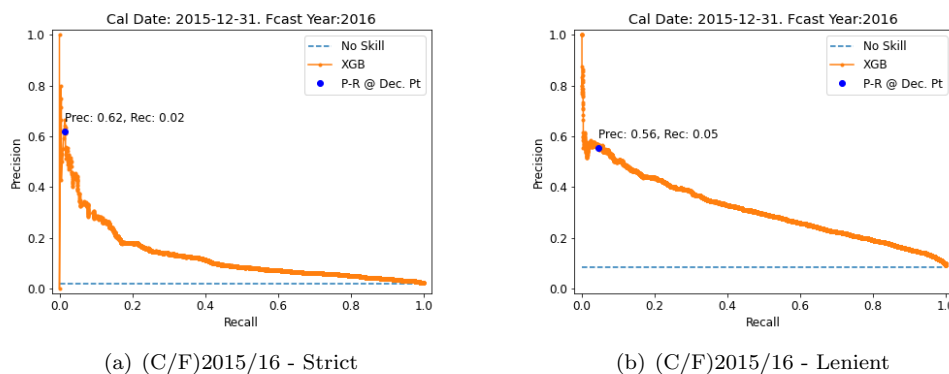 Cal Date: 2015-12-31. Fcast Year:2016
1.0
0.8
0.6
0.4
0.2
0.0
Precision
No Skill
XGB
P-R @ Dec. Pt
Prec: 0.62, Rec: 0.02
0.0 0.2 0.4 0.6 0.8 1.0
Recall
(a) (C/F)2015/16 - Strict
Cal Date: 2015-12-31. Fcast Year:2016
1.0
0.8
0.6
0.4
0.2
0.0
Precision
No Skill
XGB
P-R @ Dec. Pt
Prec: 0.56, Rec: 0.05
0.0 0.2 0.4 0.6 0.8 1.0
Recall
(b) (C/F)2015/16 - Lenient